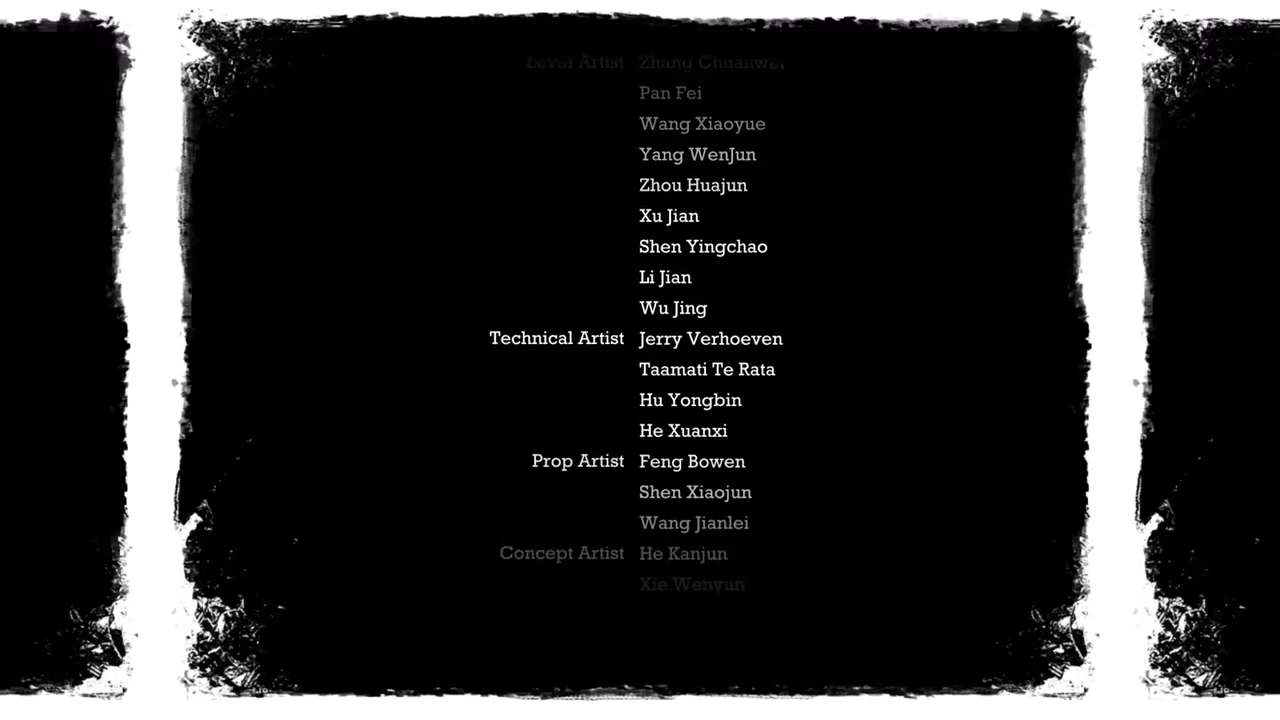 Level Artist Zhang Chuanwei
Pan Fei
Wang Xiaoyue
Yang WenJun
Zhou Huajun
Xu Jian
Shen Yingchao
Li Jian
Wu Jing
Technical Artist Jerry Verhoeven
Taamati Te Rata
Hu Yongbin
He Xuanxi
Prop Artist Feng Bowen
Shen Xiaojun
Wang Jianlei
Concept Artist He Kanjun
Xie Wenyun